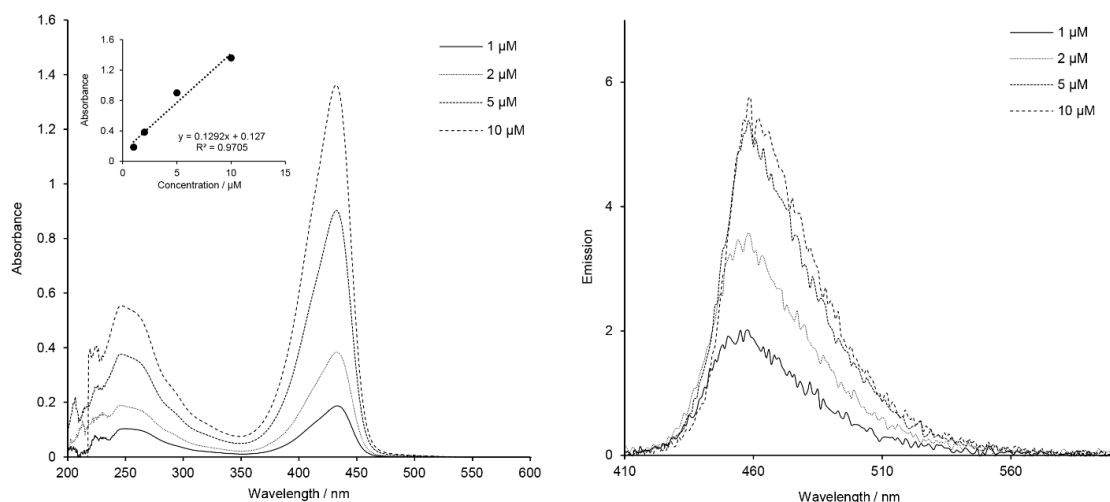 1.6
1.4
1.2
1
0.8
0.6
0.4
0.2
0
200 250 300 350 400 450 500 550 600
Wavelength / nm
Absorbance
1 µM
2 µM
5 µM
10 µM
1.6
1.2
0.8
0.4
0
0 5 10 15
Concentration / µM
Absorbance
y = 0.1292x + 0.127
R² = 0.9705
6
4
2
0
410 460 510 560
Wavelength / nm
Emission
1 µM
2 µM
5 µM
10 µM